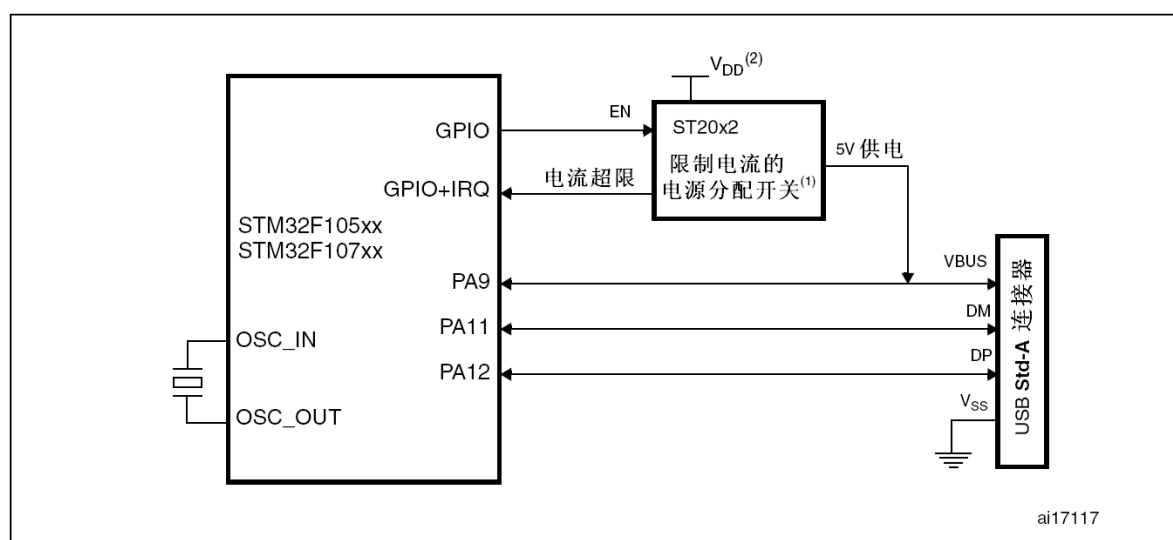 V_DD(2)
GPIO
EN
ST20x2
限制电流的
电源分配开关(1)
5V 供电
GPIO+IRQ
电流超限
STM32F105xx
STM32F107xx
PA9
VBUS
PA11
DM
PA12
DP
OSC_IN
OSC_OUT
V_SS
USB Std-A 连接器
ai17117